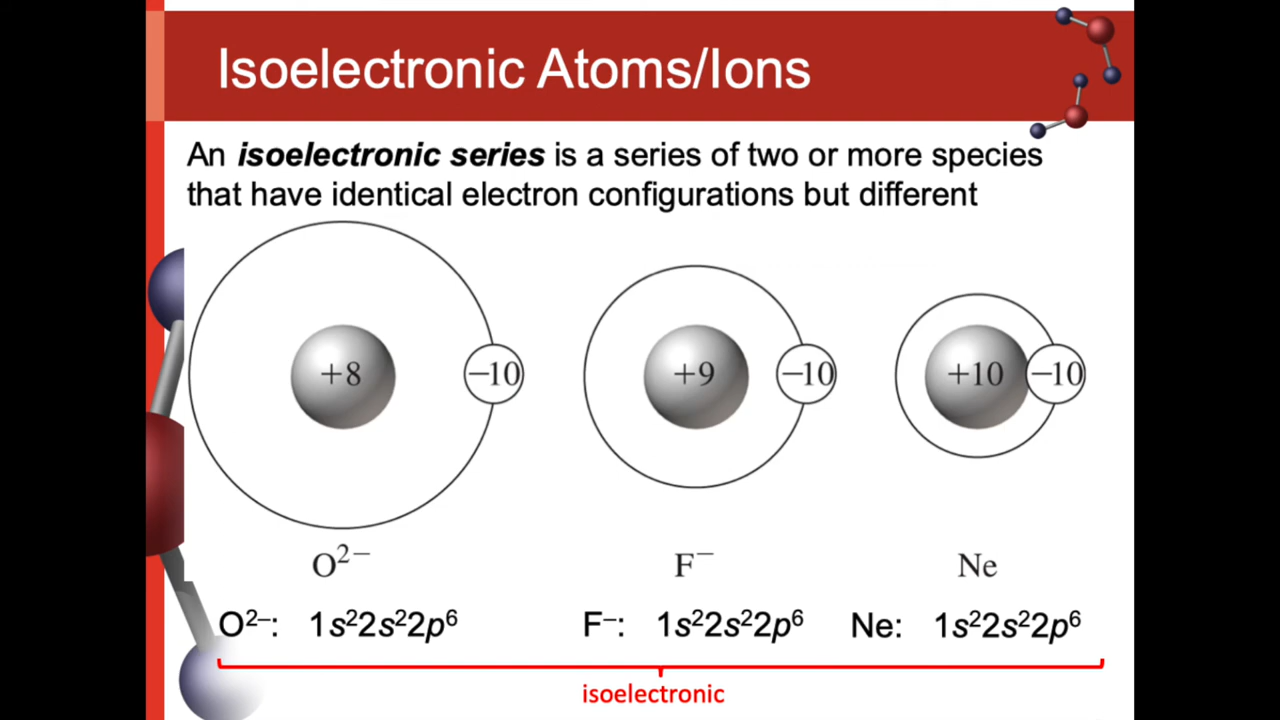 Isoelectronic Atoms/Ions
An isoelectronic series is a series of two or more species
that have identical electron configurations but different
+8 −10 +9 −10 +10 −10
O²⁻ F⁻ Ne
O²⁻: 1s²2s²2p⁶ F⁻: 1s²2s²2p⁶ Ne: 1s²2s²2p⁶
isoelectronic